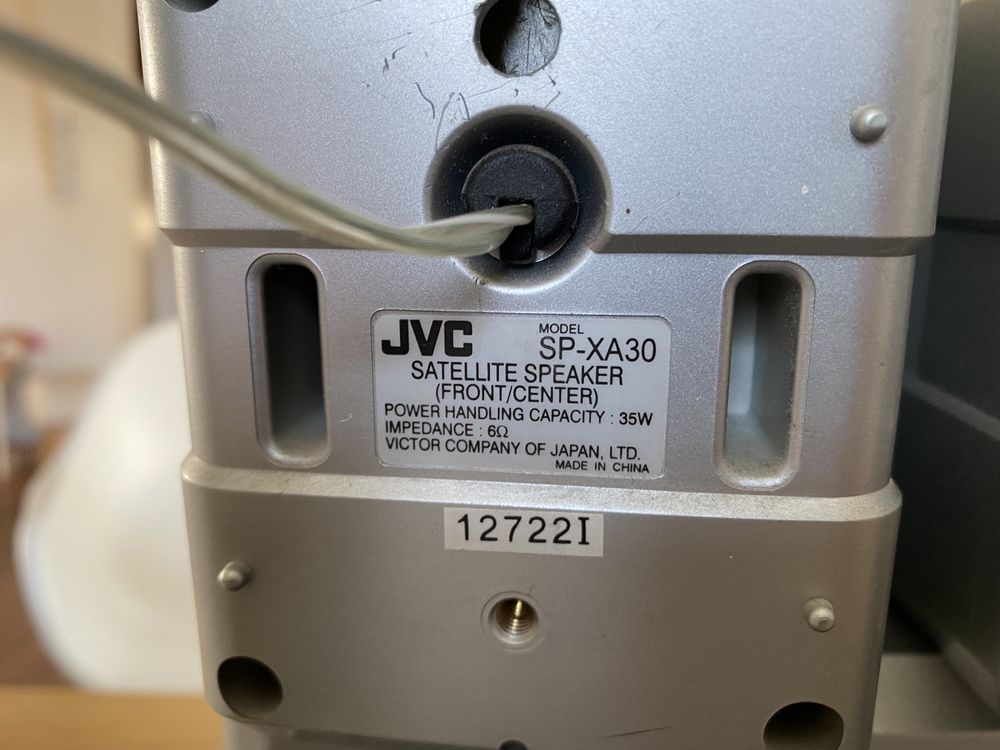 JVC MODEL
SP-XA30
SATELLITE SPEAKER
(FRONT/CENTER)
POWER HANDLING CAPACITY : 35W
IMPEDANCE : 6Ω
VICTOR COMPANY OF JAPAN, LTD.
MADE IN CHINA
12722I